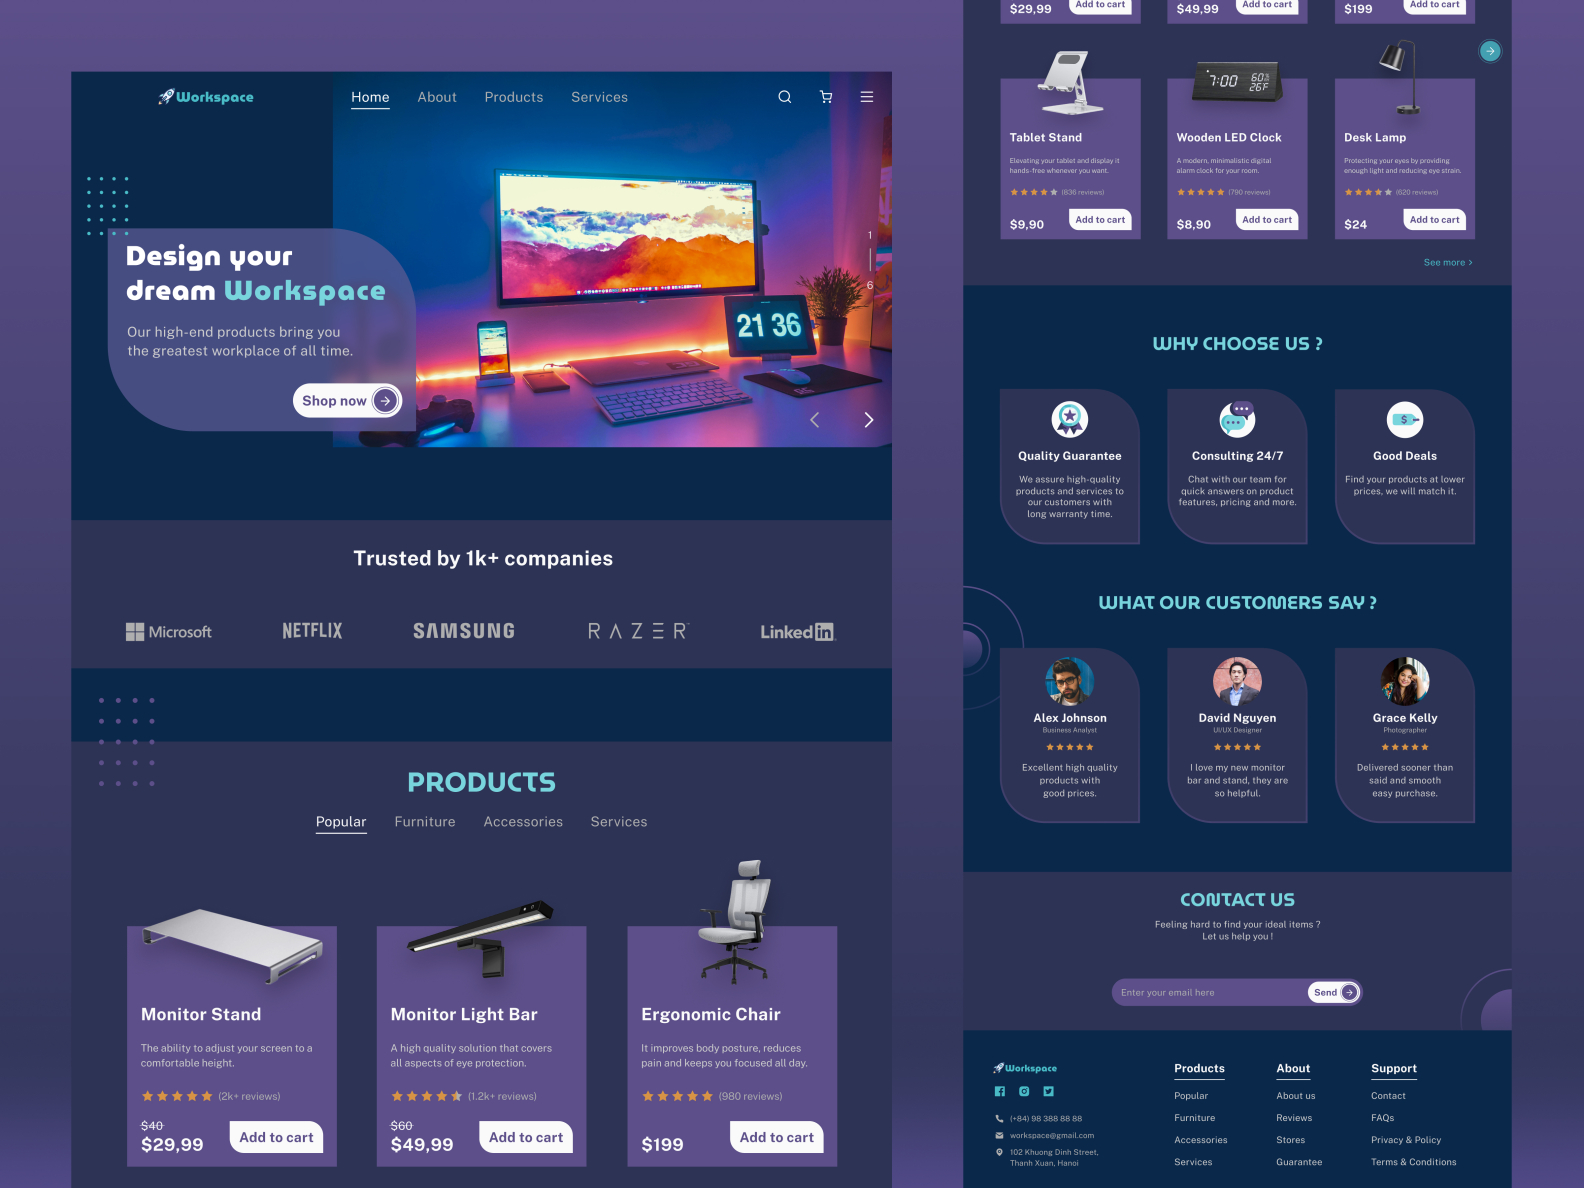 Workspace
Home About Products Services
Design your
dream Workspace
Our high-end products bring you
the greatest workplace of all time.
Shop now
21 36
1
6
Trusted by 1k+ companies
Microsoft NETFLIX SAMSUNG RAZER LinkedIn
PRODUCTS
Popular Furniture Accessories Services
Monitor Stand
The ability to adjust your screen to a
comfortable height.
(2k+ reviews)
$40
$29,99
Add to cart
Monitor Light Bar
A high quality solution that covers
all aspects of eye protection.
(1.2k+ reviews)
$60
$49,99
Add to cart
Ergonomic Chair
It improves body posture, reduces
pain and keeps you focused all day.
(980 reviews)
$199
Add to cart
$29,99 Add to cart
$49,99 Add to cart
$199 Add to cart
Tablet Stand
Elevating your tablet and display it
hands-free whenever you want.
(836 reviews)
$9,90 Add to cart
7:00 60%
26F
Wooden LED Clock
A modern, minimalistic digital
alarm clock for your room.
(790 reviews)
$8,90 Add to cart
Desk Lamp
Protecting your eyes by providing
enough light and reducing eye strain.
(620 reviews)
$24 Add to cart
See more >
WHY CHOOSE US ?
Quality Guarantee
We assure high-quality
products and services to
our customers with
long warranty time.
Consulting 24/7
Chat with our team for
quick answers on product
features, pricing and more.
$
Good Deals
Find your products at lower
prices, we will match it.
WHAT OUR CUSTOMERS SAY ?
Alex Johnson
Business Analyst
Excellent high quality
products with
good prices.
David Nguyen
UI/UX Designer
I love my new monitor
bar and stand, they are
so helpful.
Grace Kelly
Photographer
Delivered sooner than
said and smooth
easy purchase.
CONTACT US
Feeling hard to find your ideal items ?
Let us help you !
Enter your email here
Send
Workspace
(+84) 98 388 88 88
workspace@gmail.com
102 Khuong Dinh Street,
Thanh Xuan, Hanoi
Products
Popular
Furniture
Accessories
Services
About
About us
Reviews
Stores
Guarantee
Support
Contact
FAQs
Privacy & Policy
Terms & Conditions